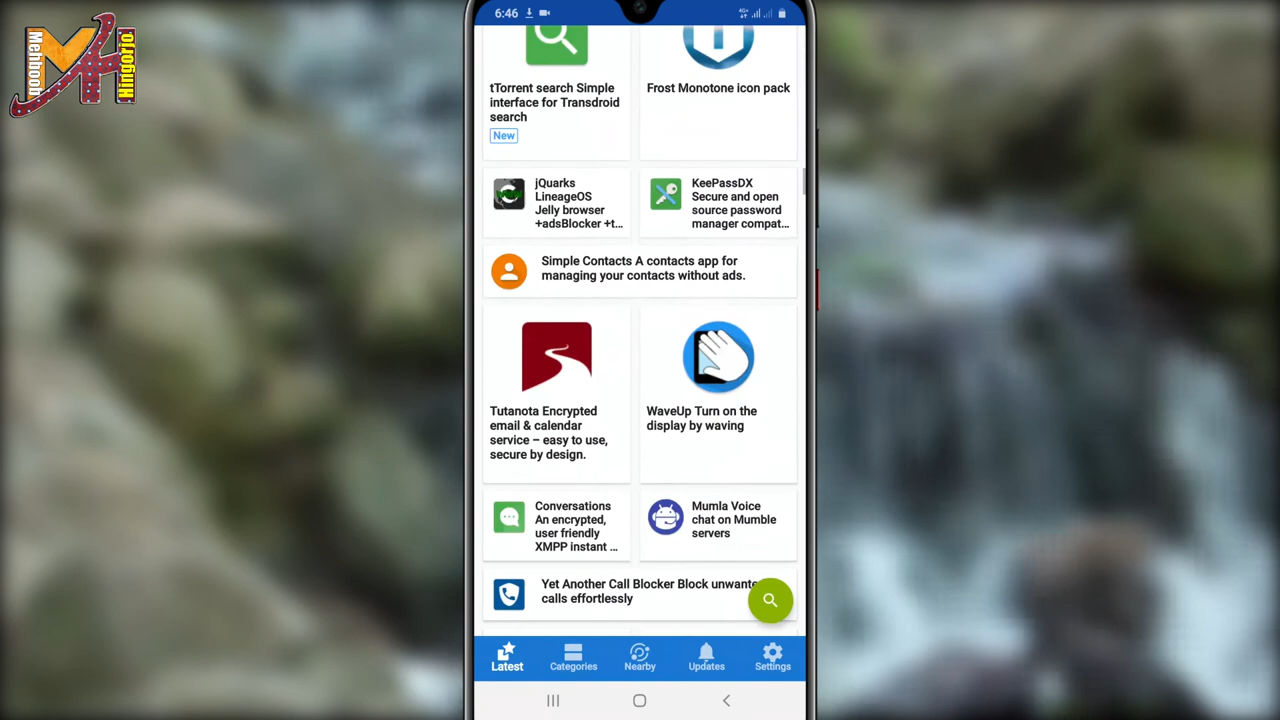 Mehboob
Hingorjo
6:46
4G+
tTorrent search Simple
interface for Transdroid
search
New
Frost Monotone icon pack
jQuarks
LineageOS
Jelly browser
+adsBlocker +t...
KeePassDX
Secure and open
source password
manager compat...
Simple Contacts A contacts app for
managing your contacts without ads.
Tutanota Encrypted
email & calendar
service – easy to use,
secure by design.
WaveUp Turn on the
display by waving
Conversations
An encrypted,
user friendly
XMPP instant ...
Mumla Voice
chat on Mumble
servers
Yet Another Call Blocker Block unwante
calls effortlessly
Latest
Categories
Nearby
Updates
Settings